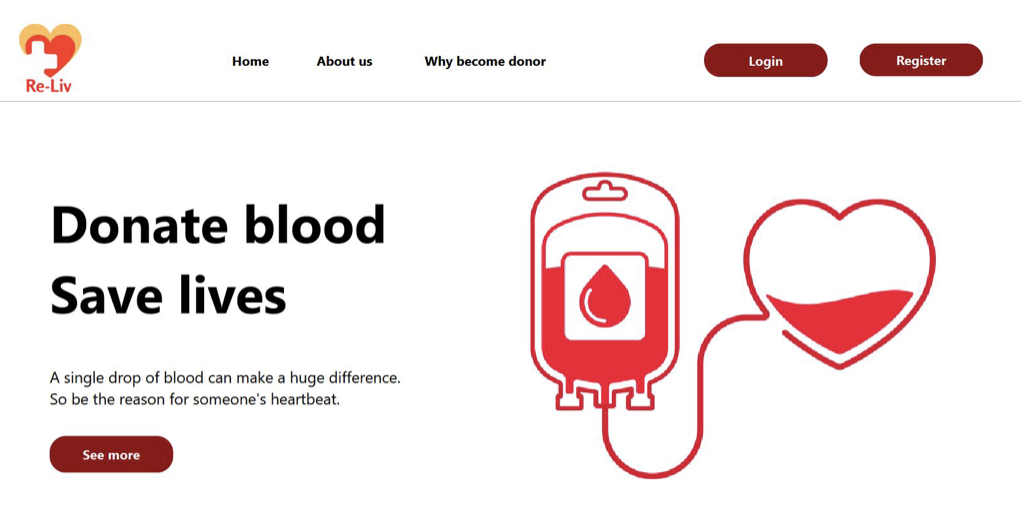 Re-Liv
Home
About us
Why become donor
Login
Register
Donate blood
Save lives
A single drop of blood can make a huge difference.
So be the reason for someone's heartbeat.
See more